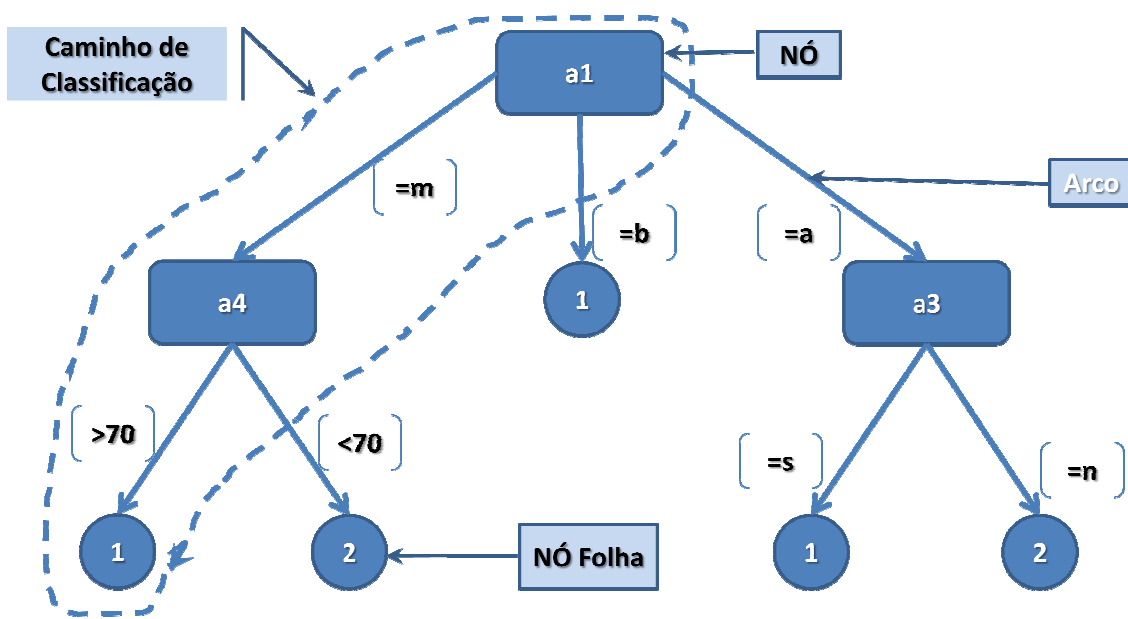 Caminho de
Classificação
a1
NÓ
=m
Arco
=b
=a
a4
1
a3
>70
<70
=s
=n
1
2
NÓ Folha
1
2